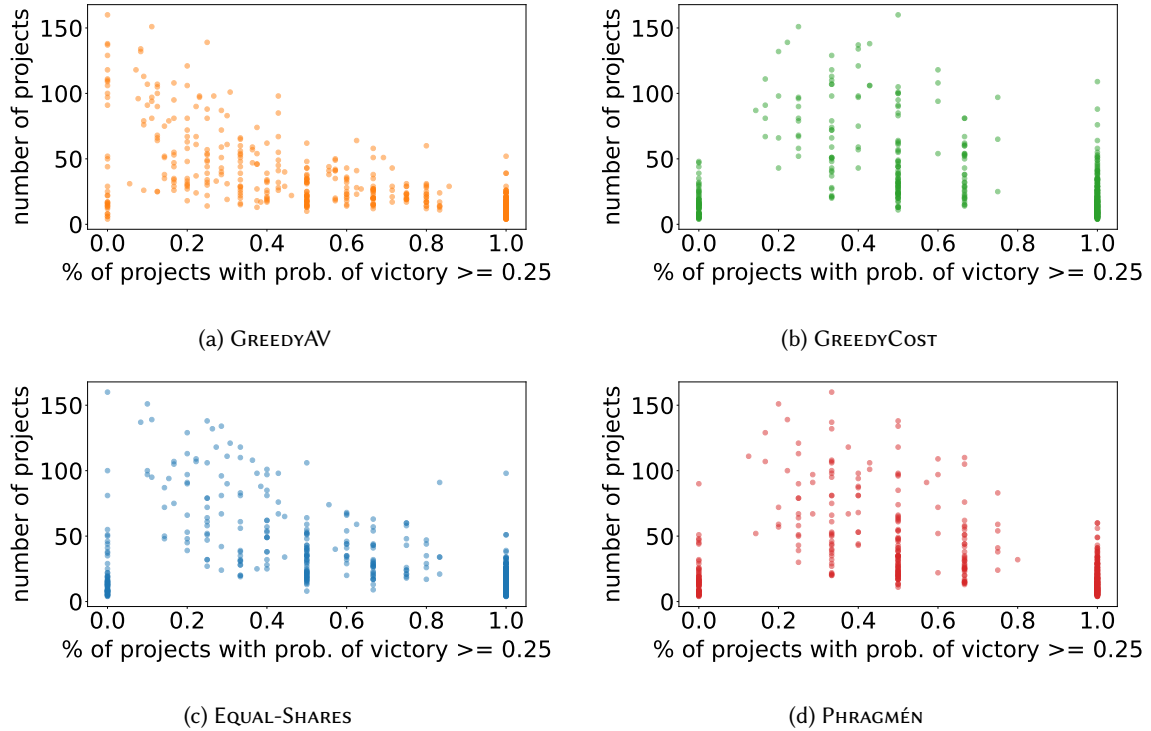 150
100
50
0
number of projects
0.0 0.2 0.4 0.6 0.8 1.0
% of projects with prob. of victory >= 0.25
(a) GreedyAV
150
100
50
0
number of projects
0.0 0.2 0.4 0.6 0.8 1.0
% of projects with prob. of victory >= 0.25
(b) GreedyCost
150
100
50
0
number of projects
0.0 0.2 0.4 0.6 0.8 1.0
% of projects with prob. of victory >= 0.25
(c) Equal-Shares
150
100
50
0
number of projects
0.0 0.2 0.4 0.6 0.8 1.0
% of projects with prob. of victory >= 0.25
(d) Phragmén